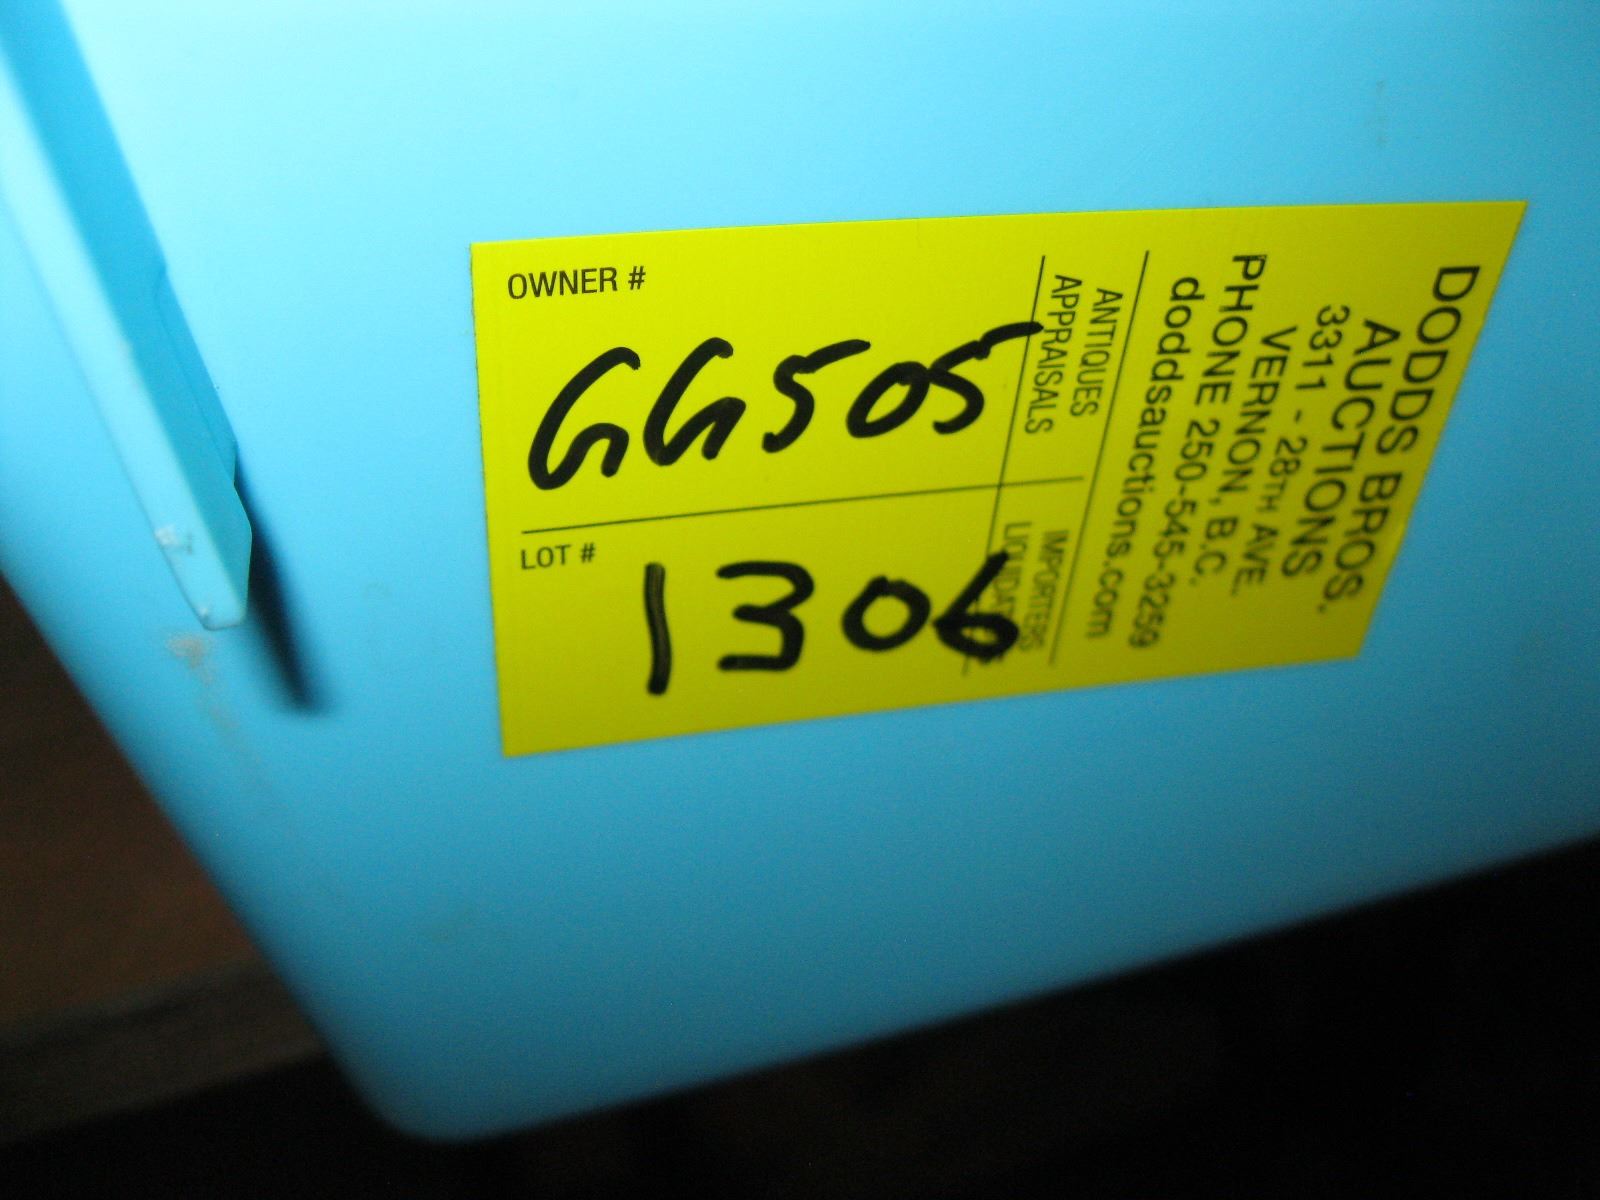 OWNER #
GG505
LOT #
1306
ANTIQUES
APPRAISALS
IMPORTERS
DODDS BROS.
AUCTIONS
3311 - 28TH AVE.
VERNON, B.C.
PHONE 250-545-3259
doddsauctions.com